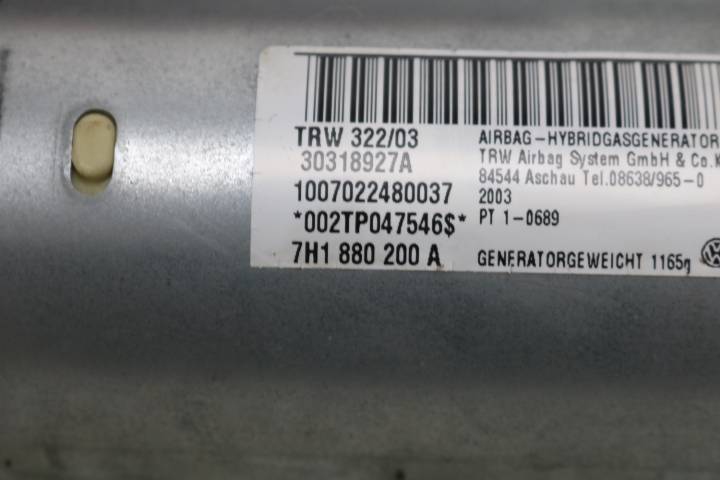 TRW 322/03
30318927A
1007022480037
*002TP047546$*
7H1 880 200 A
AIRBAG-HYBRIDGASGENERATOR
TRW Airbag System GmbH & Co.K
84544 Aschau Tel.08638/965-0
2003
PT 1-0689
GENERATORGEWEICHT 1165g